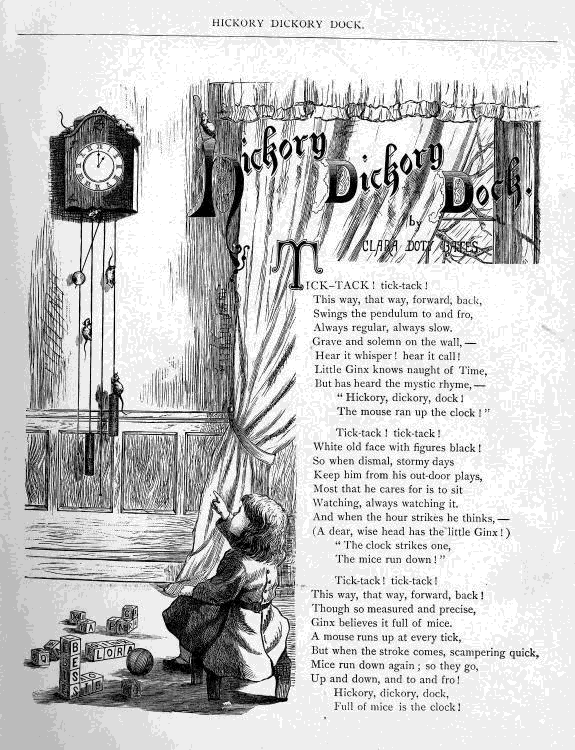 HICKORY DICKORY DOCK.
Hickory
Dickory
Dock.
by
CLARA DOTY BATES
TICK-TACK! tick-tack!
This way, that way, forward, back,
Swings the pendulum to and fro,
Always regular, always slow.
Grave and solemn on the wall,—
Hear it whisper! hear it call!
Little Ginx knows naught of Time,
But has heard the mystic rhyme,—
"Hickory, dickory, dock!
The mouse ran up the clock!"
Tick-tack! tick-tack!
White old face with figures black!
So when dismal, stormy days
Keep him from his out-door plays,
Most that he cares for is to sit
Watching, always watching it.
And when the hour strikes he thinks,—
(A dear, wise head has the little Ginx!)
"The clock strikes one,
The mice run down!"
Tick-tack! tick-tack!
This way, that way, forward, back!
Though so measured and precise,
Ginx believes it full of mice.
A mouse runs up at every tick,
But when the stroke comes, scampering quick,
Mice run down again; so they go,
Up and down, and to and fro!
Hickory, dickory, dock,
Full of mice is the clock!
BESS
LORA